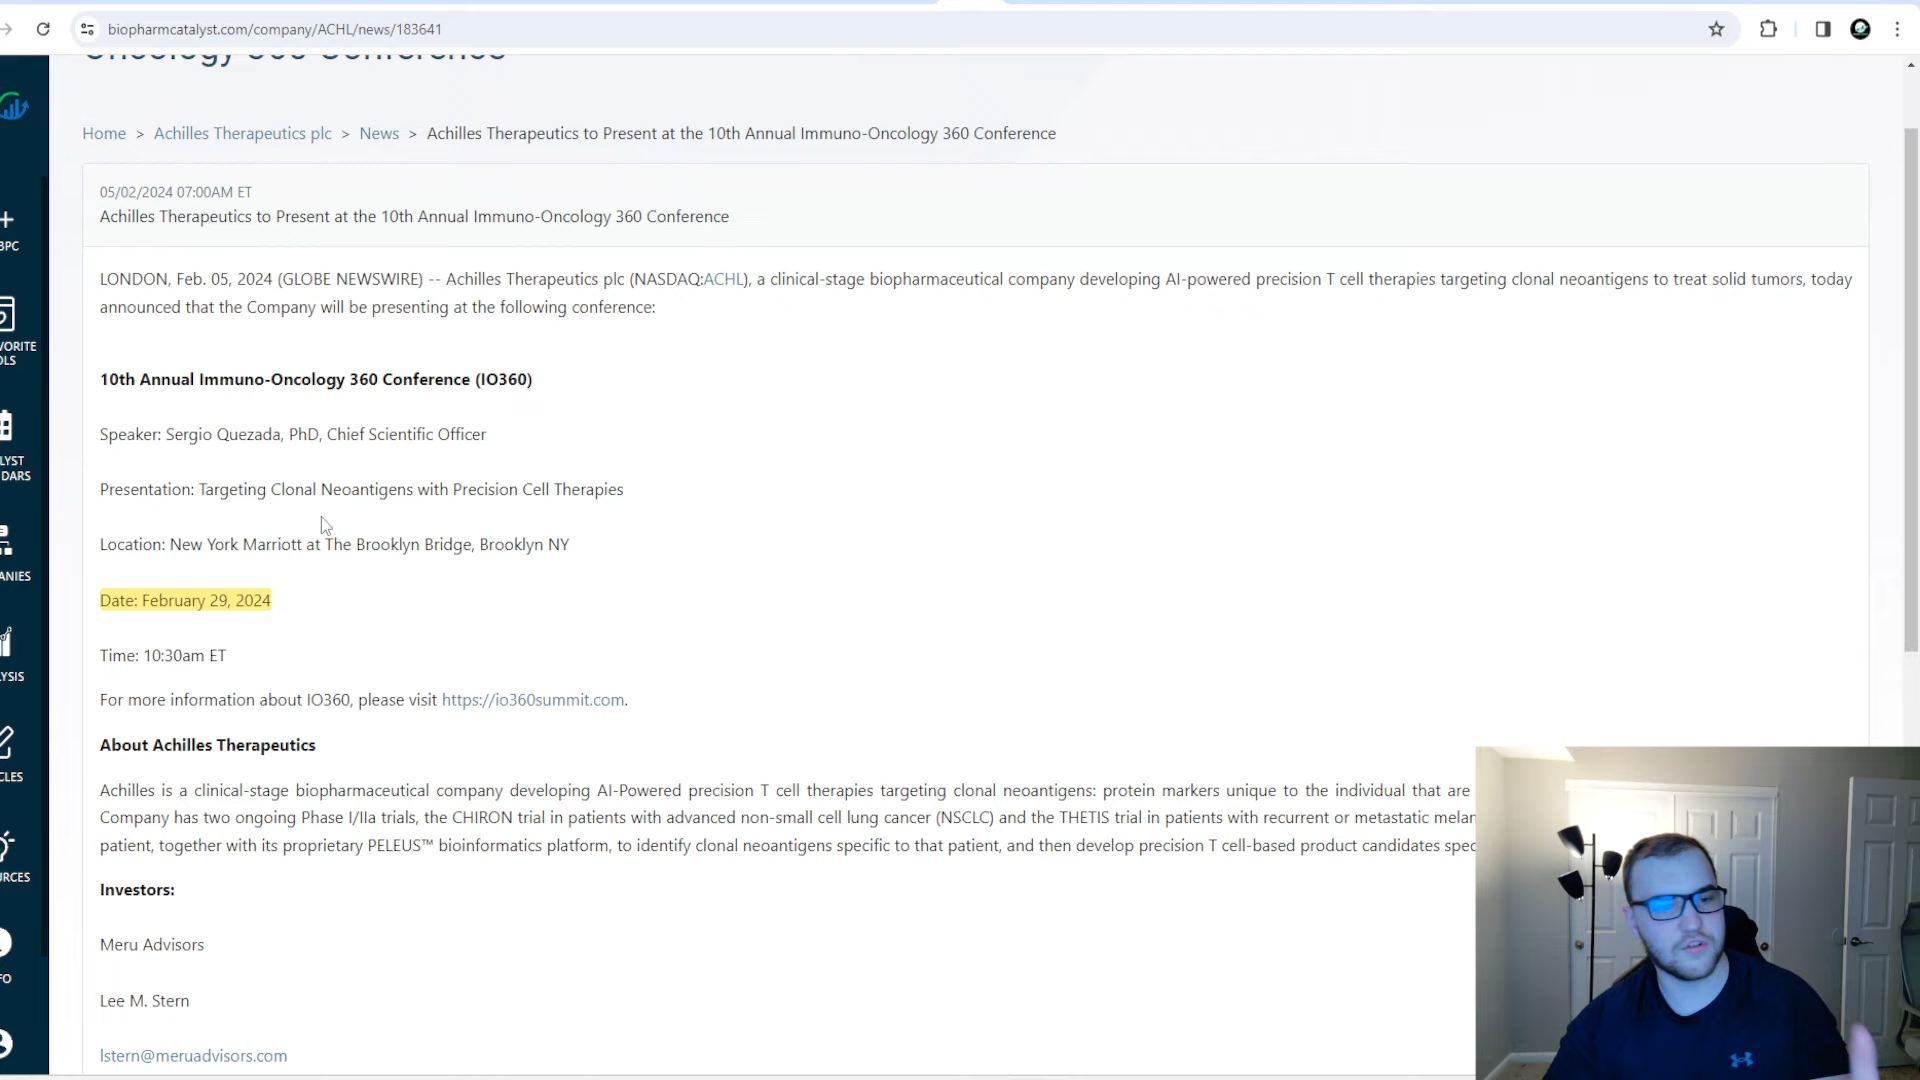 biopharmcatalyst.com/company/ACHL/news/183641
Oncology 360 Conference
Home > Achilles Therapeutics plc > News > Achilles Therapeutics to Present at the 10th Annual Immuno-Oncology 360 Conference
05/02/2024 07:00AM ET
Achilles Therapeutics to Present at the 10th Annual Immuno-Oncology 360 Conference
LONDON, Feb. 05, 2024 (GLOBE NEWSWIRE) -- Achilles Therapeutics plc (NASDAQ:ACHL), a clinical-stage biopharmaceutical company developing AI-powered precision T cell therapies targeting clonal neoantigens to treat solid tumors, today
announced that the Company will be presenting at the following conference:
10th Annual Immuno-Oncology 360 Conference (IO360)
Speaker: Sergio Quezada, PhD, Chief Scientific Officer
Presentation: Targeting Clonal Neoantigens with Precision Cell Therapies
Location: New York Marriott at The Brooklyn Bridge, Brooklyn NY
Date: February 29, 2024
Time: 10:30am ET
For more information about IO360, please visit https://io360summit.com.
About Achilles Therapeutics
Achilles is a clinical-stage biopharmaceutical company developing AI-Powered precision T cell therapies targeting clonal neoantigens: protein markers unique to the individual that are
Company has two ongoing Phase I/IIa trials, the CHIRON trial in patients with advanced non-small cell lung cancer (NSCLC) and the THETIS trial in patients with recurrent or metastatic melan
patient, together with its proprietary PELEUS™ bioinformatics platform, to identify clonal neoantigens specific to that patient, and then develop precision T cell-based product candidates spec
Investors:
Meru Advisors
Lee M. Stern
lstern@meruadvisors.com
BPC
VORITE
OLS
LYST
DARS
ANIES
YSIS
CLES
URCES
FO